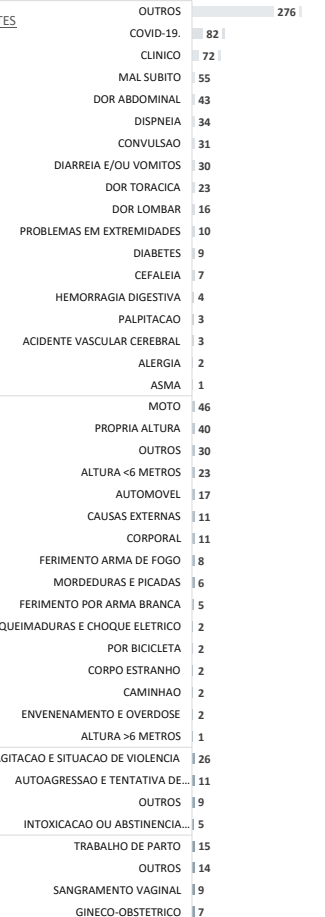 TES
OUTROS 276
COVID-19. 82
CLINICO 72
MAL SUBITO 55
DOR ABDOMINAL 43
DISPNEIA 34
CONVULSAO 31
DIARREIA E/OU VOMITOS 30
DOR TORACICA 23
DOR LOMBAR 16
PROBLEMAS EM EXTREMIDADES 10
DIABETES 9
CEFALEIA 7
HEMORRAGIA DIGESTIVA 4
PALPITACAO 3
ACIDENTE VASCULAR CEREBRAL 3
ALERGIA 2
ASMA 1
MOTO 46
PROPRIA ALTURA 40
OUTROS 30
ALTURA <6 METROS 23
AUTOMOVEL 17
CAUSAS EXTERNAS 11
CORPORAL 11
FERIMENTO ARMA DE FOGO 8
MORDEDURAS E PICADAS 6
FERIMENTO POR ARMA BRANCA 5
QUEIMADURAS E CHOQUE ELETRICO 2
POR BICICLETA 2
CORPO ESTRANHO 2
CAMINHAO 2
ENVENENAMENTO E OVERDOSE 2
ALTURA >6 METROS 1
AGITACAO E SITUACAO DE VIOLENCIA 26
AUTOAGRESSAO E TENTATIVA DE... 11
OUTROS 9
INTOXICACAO OU ABSTINENCIA... 5
TRABALHO DE PARTO 15
OUTROS 14
SANGRAMENTO VAGINAL 9
GINECO-OBSTETRICO 7